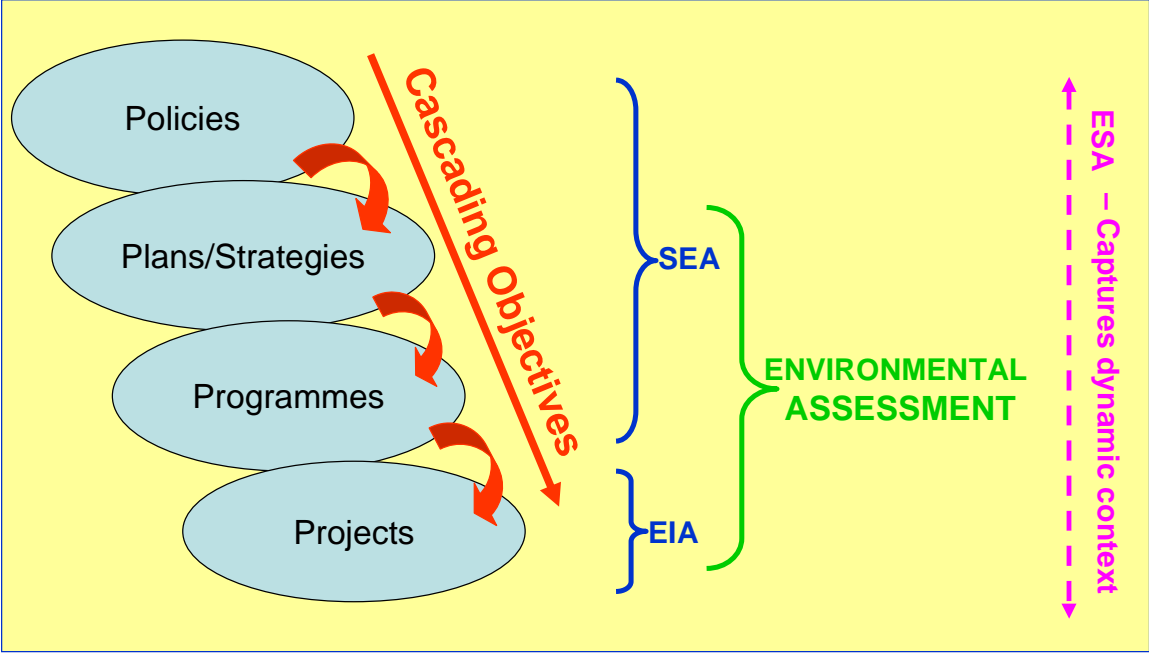 Policies
Plans/Strategies
Programmes
Projects
Cascading Objectives
SEA
EIA
ENVIRONMENTAL
ASSESSMENT
ESA – Captures dynamic context